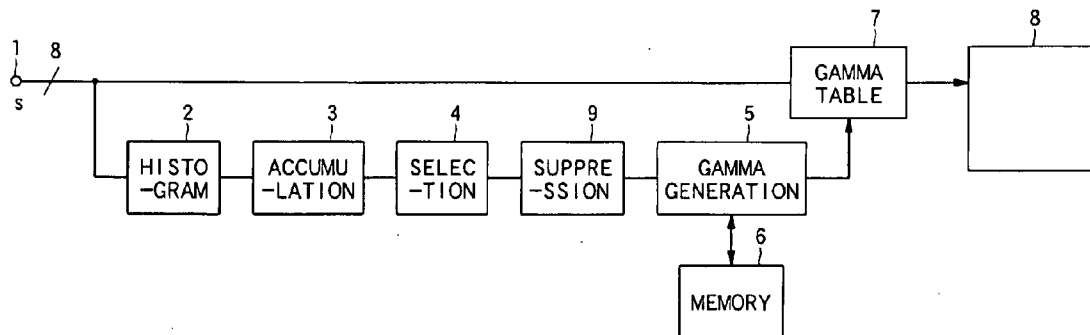 1
8
s
7
GAMMA
TABLE
8
2
HISTO
-GRAM
3
ACCUMU
-LATION
4
SELEC
-TION
9
SUPPRE
-SSION
5
GAMMA
GENERATION
6
MEMORY